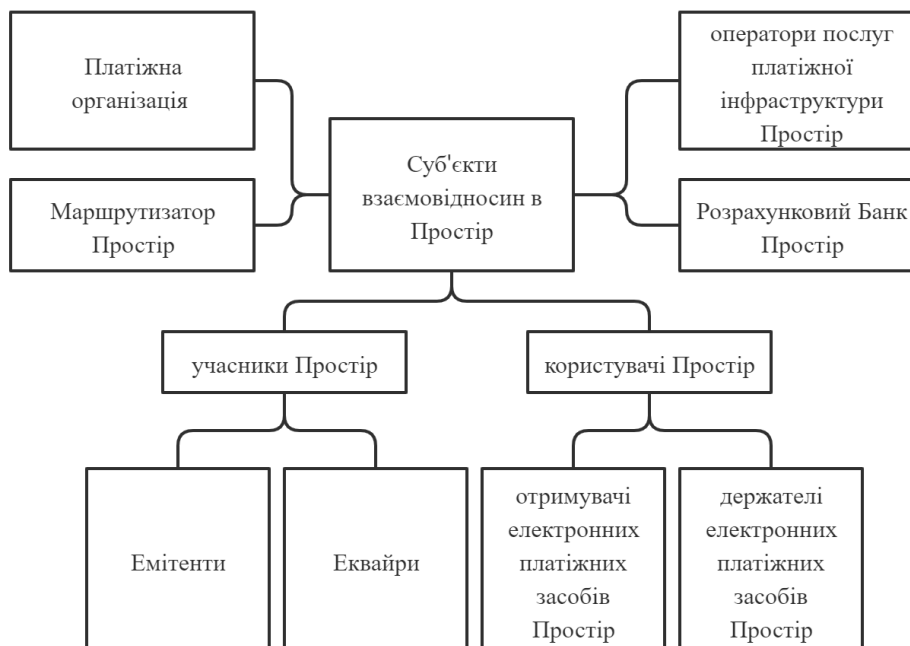 Платіжна
організація
оператори послуг
платіжної
інфраструктури
Простір
Суб'єкти
взаємовідносин в
Простір
Маршрутизатор
Простір
Розрахунковий Банк
Простір
учасники Простір
користувачі Простір
Емітенти
Еквайри
отримувачі
електронних
платіжних
засобів
Простір
держателі
електронних
платіжних
засобів
Простір